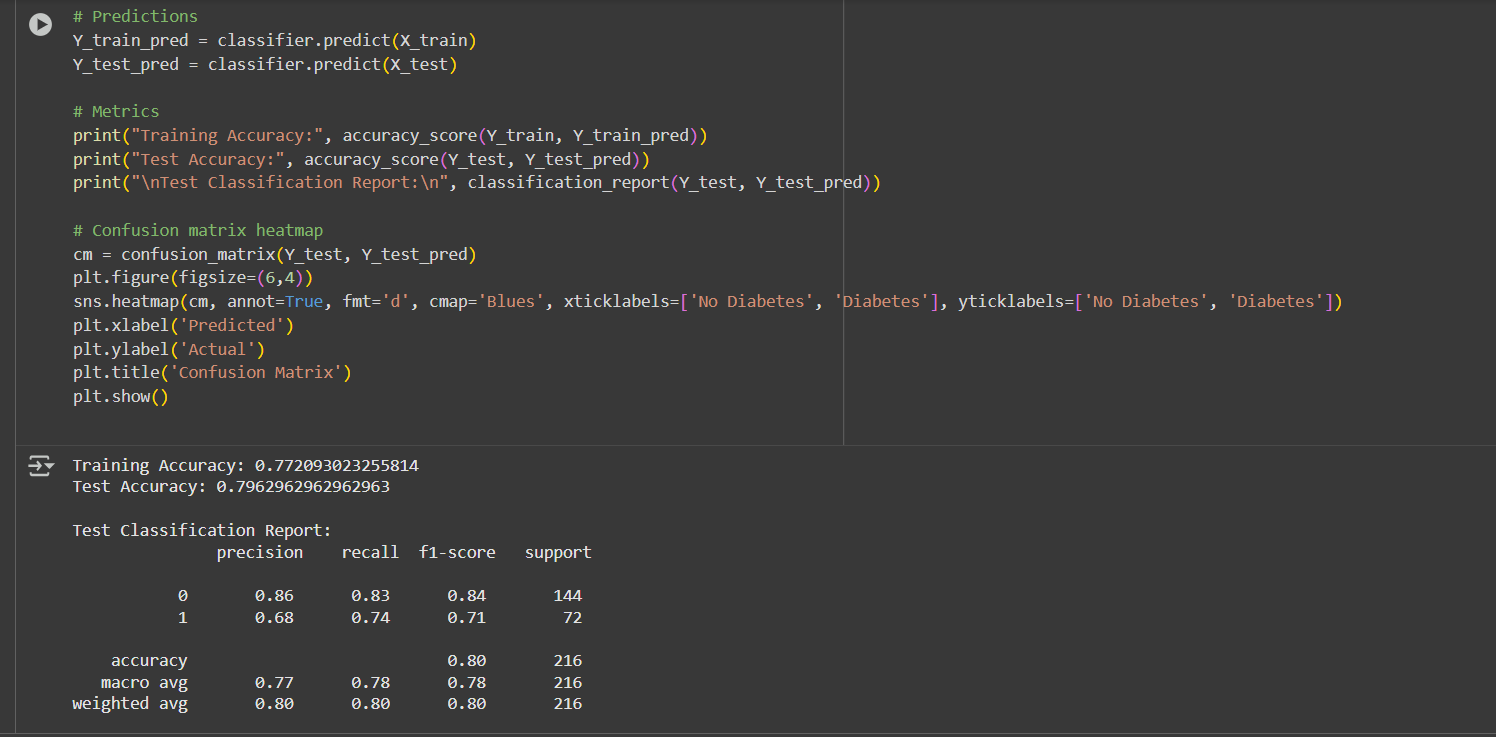 # Predictions
Y_train_pred = classifier.predict(X_train)
Y_test_pred = classifier.predict(X_test)

# Metrics
print("Training Accuracy:", accuracy_score(Y_train, Y_train_pred))
print("Test Accuracy:", accuracy_score(Y_test, Y_test_pred))
print("\nTest Classification Report:\n", classification_report(Y_test, Y_test_pred))

# Confusion matrix heatmap
cm = confusion_matrix(Y_test, Y_test_pred)
plt.figure(figsize=(6,4))
sns.heatmap(cm, annot=True, fmt='d', cmap='Blues', xticklabels=['No Diabetes', 'Diabetes'], yticklabels=['No Diabetes', 'Diabetes'])
plt.xlabel('Predicted')
plt.ylabel('Actual')
plt.title('Confusion Matrix')
plt.show()

Training Accuracy: 0.772093023255814
Test Accuracy: 0.7962962962962963

Test Classification Report:
               precision    recall  f1-score   support

           0       0.86      0.83      0.84       144
           1       0.68      0.74      0.71        72

    accuracy                           0.80       216
   macro avg       0.77      0.78      0.78       216
weighted avg       0.80      0.80      0.80       216